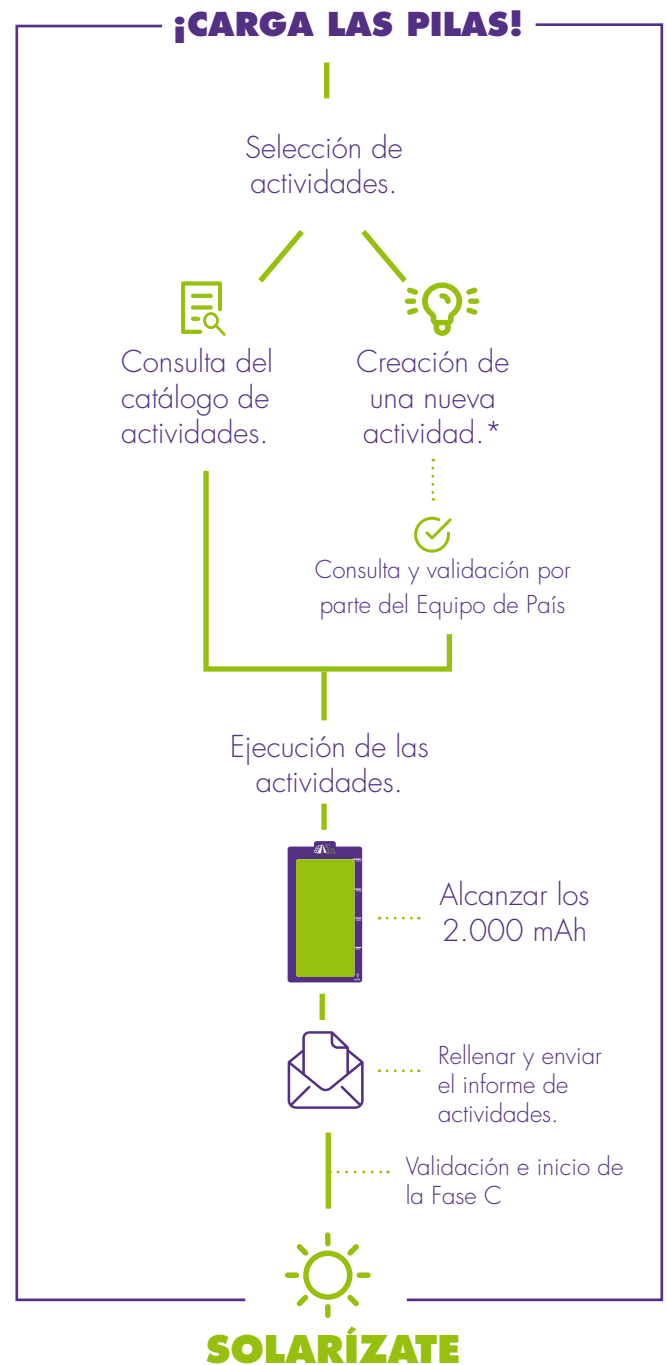 ¡CARGA LAS PILAS!
Selección de
actividades.
Consulta del
catálogo de
actividades.
Creación de
una nueva
actividad.*
Consulta y validación por
parte del Equipo de País
Ejecución de las
actividades.
Alcanzar los
2.000 mAh
Rellenar y enviar
el informe de
actividades.
Validación e inicio de
la Fase C
SOLARÍZATE